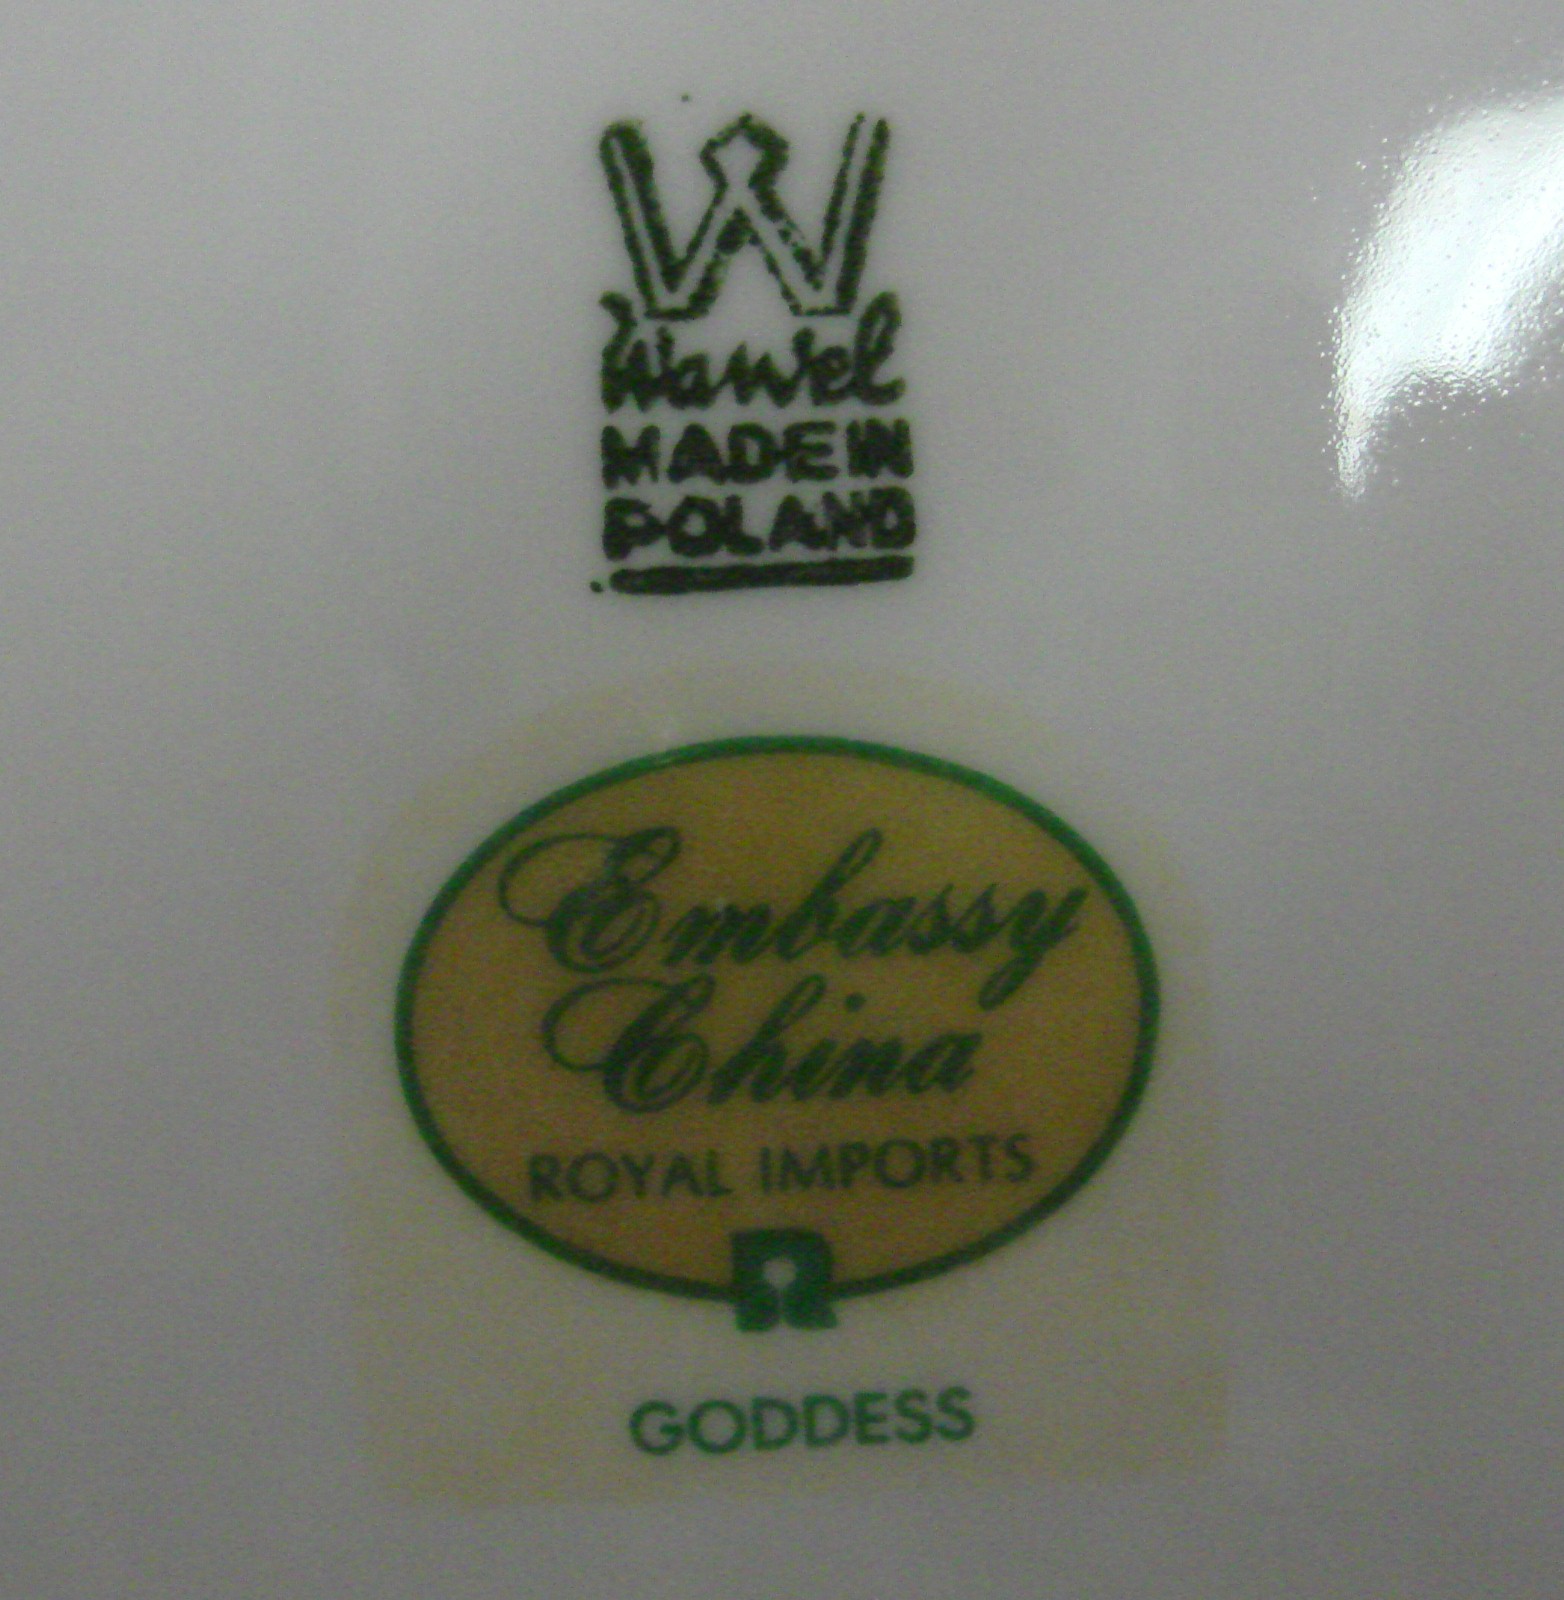 W
Wawel
MADE IN
POLAND
Embassy
China
ROYAL IMPORTS
R
GODDESS